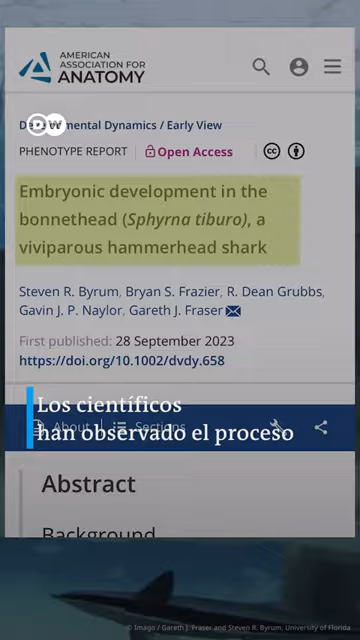 AMERICAN
ASSOCIATION FOR
ANATOMY
Developmental Dynamics / Early View
PHENOTYPE REPORT Open Access
Embryonic development in the
bonnethead (Sphyrna tiburo), a
viviparous hammerhead shark
Steven R. Byrum, Bryan S. Frazier, R. Dean Grubbs,
Gavin J. P. Naylor, Gareth J. Fraser
First published: 28 September 2023
https://doi.org/10.1002/dvdy.658
Los científicos
han observado el proceso
About
Sections
Abstract
Background
© Imago / Gareth J. Fraser and Steven R. Byrum, University of Florida